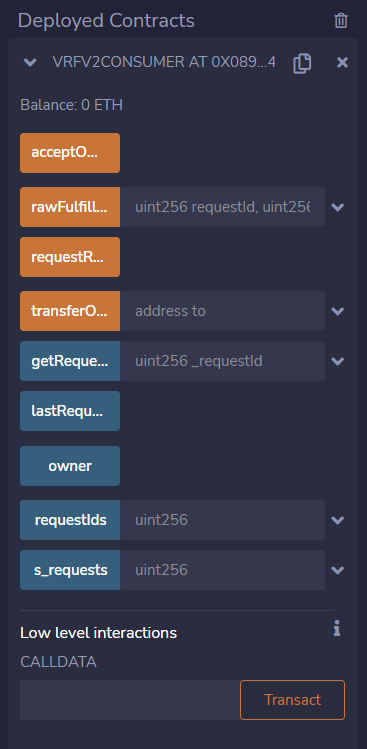 Deployed Contracts
VRFV2CONSUMER AT 0X089...4
Balance: 0 ETH
acceptO...
rawFulfill... uint256 requestId, uint256
requestR...
transferO... address to
getReque... uint256 _requestId
lastRequ...
owner
requestIds uint256
s_requests uint256
Low level interactions
CALLDATA
Transact